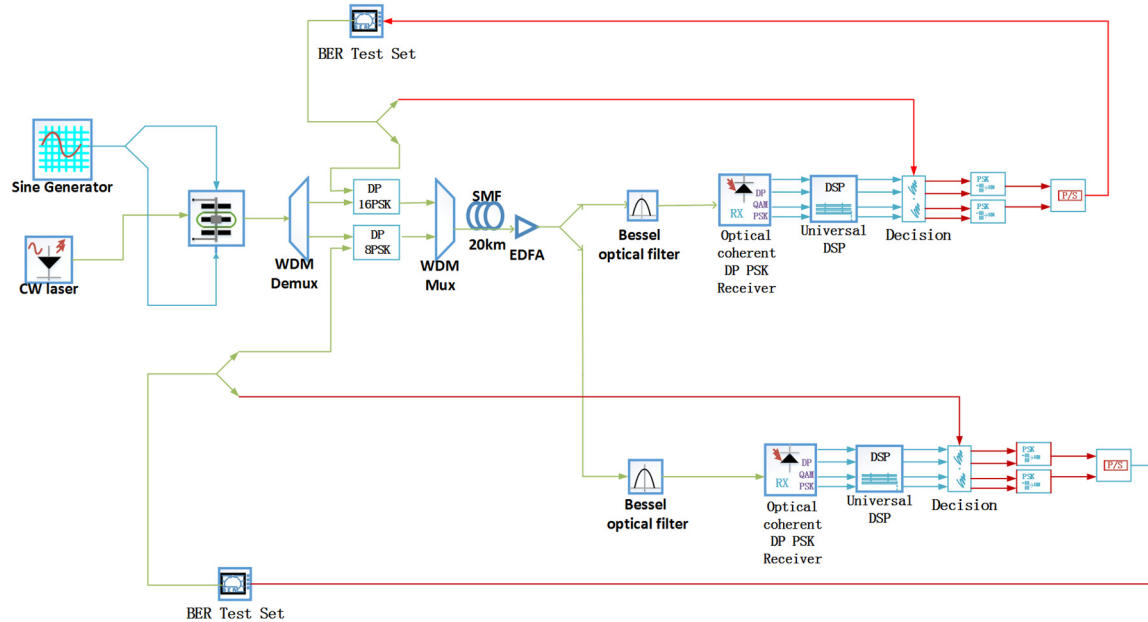 BER Test Set
Sine Generator
CW laser
WDM
Demux
DP
16PSK
DP
8PSK
WDM
Mux
SMF
20km
EDFA
Bessel
optical filter
RX
DP
QAM
PSK
Optical
coherent
DP PSK
Receiver
DSP
Universal
DSP
Decision
PSK
PSK
P/S
Bessel
optical filter
RX
DP
QAM
PSK
Optical
coherent
DP PSK
Receiver
DSP
Universal
DSP
Decision
PSK
PSK
P/S
BER Test Set